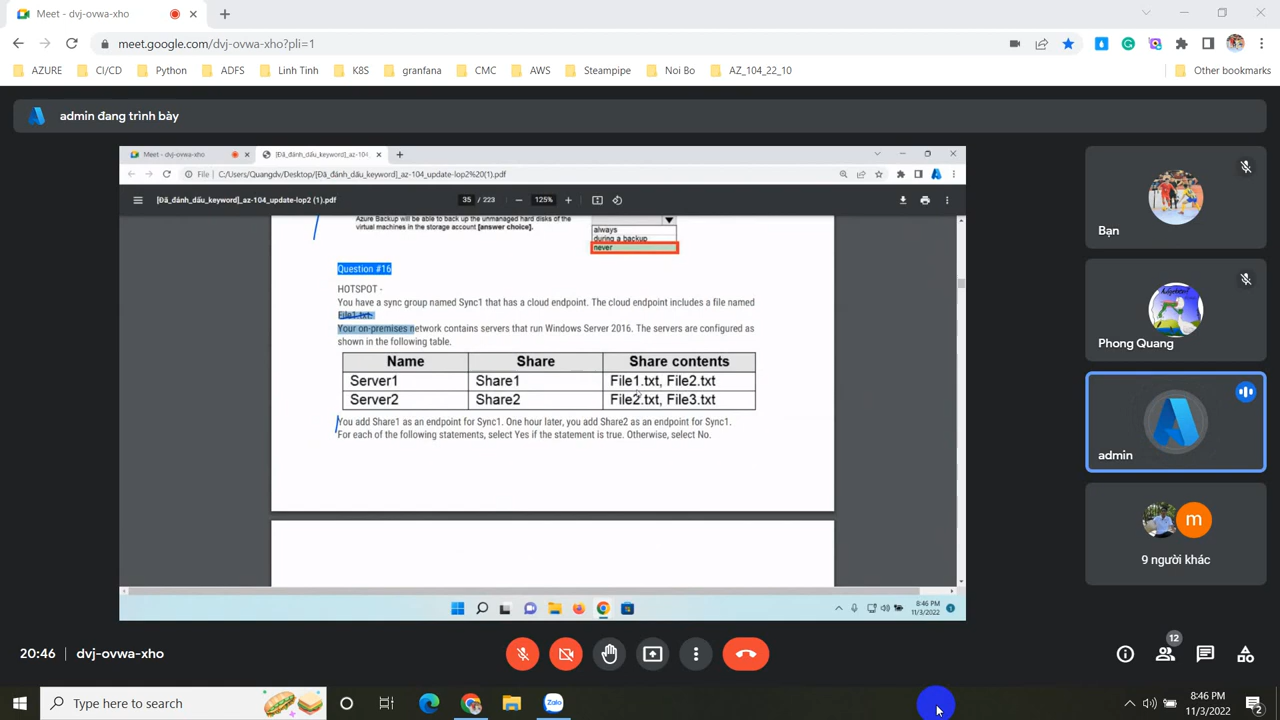 Meet - dvj-ovwa-xho
meet.google.com/dvj-ovwa-xho?pli=1
AZURE CI/CD Python ADFS Linh Tinh K8S granfana CMC AWS Steampipe Noi Bo AZ_104_22_10 Other bookmarks
admin đang trình bày
Meet - dvj-ovwa-xho [Đã_đánh_dấu_keyword]_az-104
File C:/Users/Quangdv/Desktop/[Đã_đánh_dấu_keyword]_az-104_update-lop2%20(1).pdf
[Đã_đánh_dấu_keyword]_az-104_update-lop2 (1).pdf 35 / 223 125%
Azure Backup will be able to back up the unmanaged hard disks of the
virtual machines in the storage account [answer choice].
always
during a backup
never
Question #16
HOTSPOT -
You have a sync group named Sync1 that has a cloud endpoint. The cloud endpoint includes a file named
File1.txt.
Your on-premises network contains servers that run Windows Server 2016. The servers are configured as
shown in the following table.
Name Share Share contents
Server1 Share1 File1.txt, File2.txt
Server2 Share2 File2.txt, File3.txt
You add Share1 as an endpoint for Sync1. One hour later, you add Share2 as an endpoint for Sync1.
For each of the following statements, select Yes if the statement is true. Otherwise, select No.
8:46 PM
11/3/2022
Bạn
Phong Quang
admin
m
9 người khác
20:46 dvj-ovwa-xho
12
Type here to search
Zalo
8:46 PM
11/3/2022
2